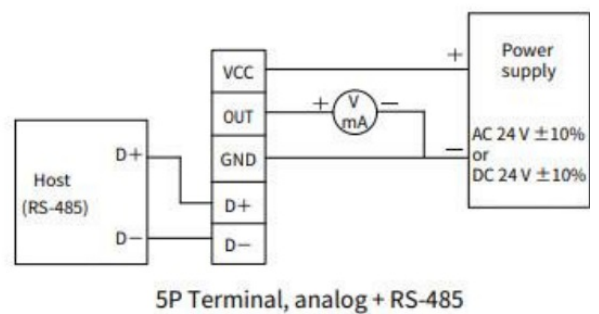 Host
(RS-485)
D+
D−
VCC
OUT
GND
D+
D−
+
V
mA
−
+
−
Power
supply
AC 24 V ±10%
or
DC 24 V ±10%
5P Terminal, analog + RS-485